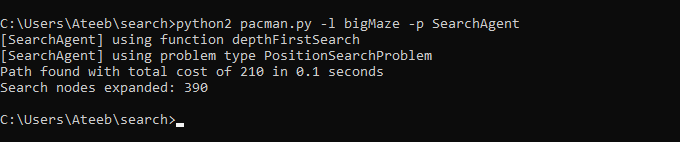 C:\Users\Ateeb\search>python2 pacman.py -l bigMaze -p SearchAgent
[SearchAgent] using function depthFirstSearch
[SearchAgent] using problem type PositionSearchProblem
Path found with total cost of 210 in 0.1 seconds
Search nodes expanded: 390
C:\Users\Ateeb\search>